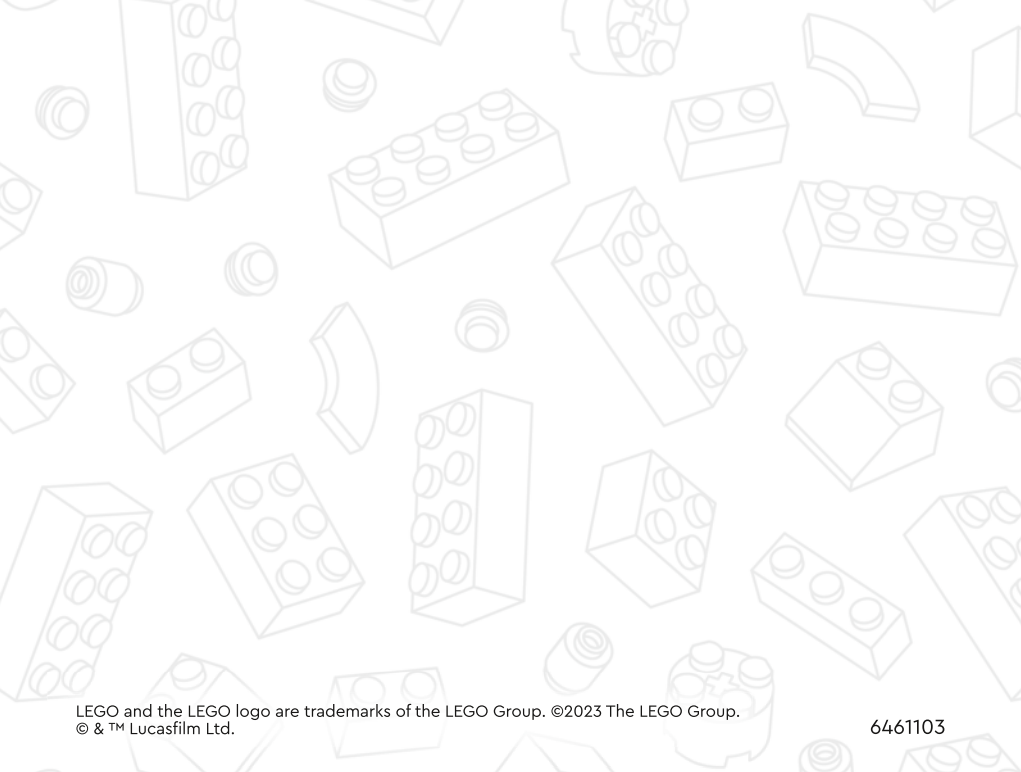 LEGO and the LEGO logo are trademarks of the LEGO Group. ©2023 The LEGO Group.
© & ™ Lucasfilm Ltd.
6461103